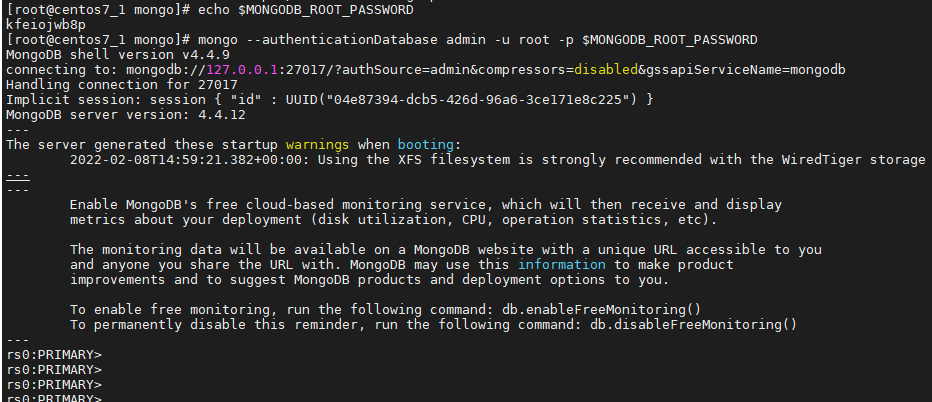 [root@centos7_1 mongo]# echo $MONGODB_ROOT_PASSWORD
kfeiojwb8p
[root@centos7_1 mongo]# mongo --authenticationDatabase admin -u root -p $MONGODB_ROOT_PASSWORD
MongoDB shell version v4.4.9
connecting to: mongodb://127.0.0.1:27017/?authSource=admin&compressors=disabled&gssapiServiceName=mongodb
Handling connection for 27017
Implicit session: session { "id" : UUID("04e87394-dcb5-426d-96a6-3ce171e8c225") }
MongoDB server version: 4.4.12
---
The server generated these startup warnings when booting:
        2022-02-08T14:59:21.382+00:00: Using the XFS filesystem is strongly recommended with the WiredTiger storage
---
---
        Enable MongoDB's free cloud-based monitoring service, which will then receive and display
        metrics about your deployment (disk utilization, CPU, operation statistics, etc).

        The monitoring data will be available on a MongoDB website with a unique URL accessible to you
        and anyone you share the URL with. MongoDB may use this information to make product
        improvements and to suggest MongoDB products and deployment options to you.

        To enable free monitoring, run the following command: db.enableFreeMonitoring()
        To permanently disable this reminder, run the following command: db.disableFreeMonitoring()
---
rs0:PRIMARY>
rs0:PRIMARY>
rs0:PRIMARY>
rs0:PRIMARY>